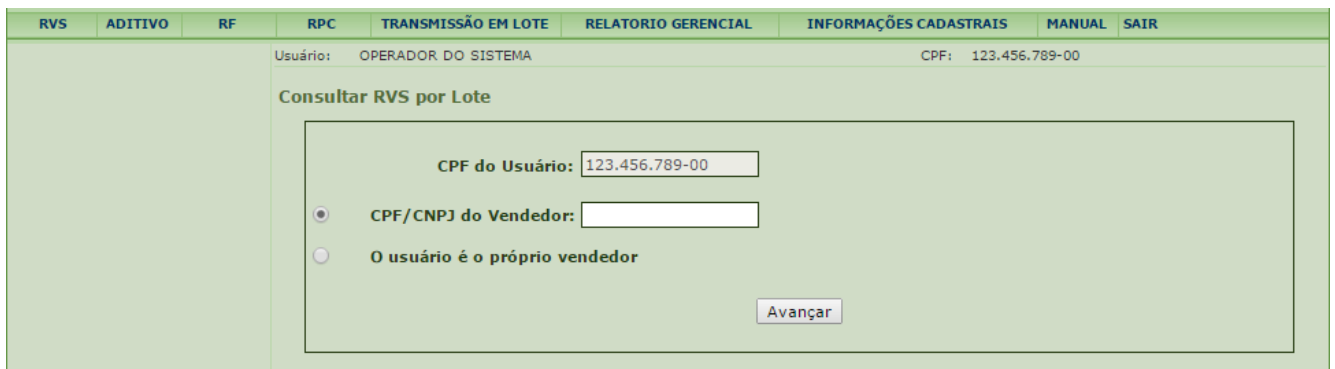 RVS ADITIVO RF RPC TRANSMISSÃO EM LOTE RELATORIO GERENCIAL INFORMAÇÕES CADASTRAIS MANUAL SAIR
Usuário: OPERADOR DO SISTEMA CPF: 123.456.789-00
Consultar RVS por Lote
CPF do Usuário: 123.456.789-00
CPF/CNPJ do Vendedor:
O usuário é o próprio vendedor
Avançar